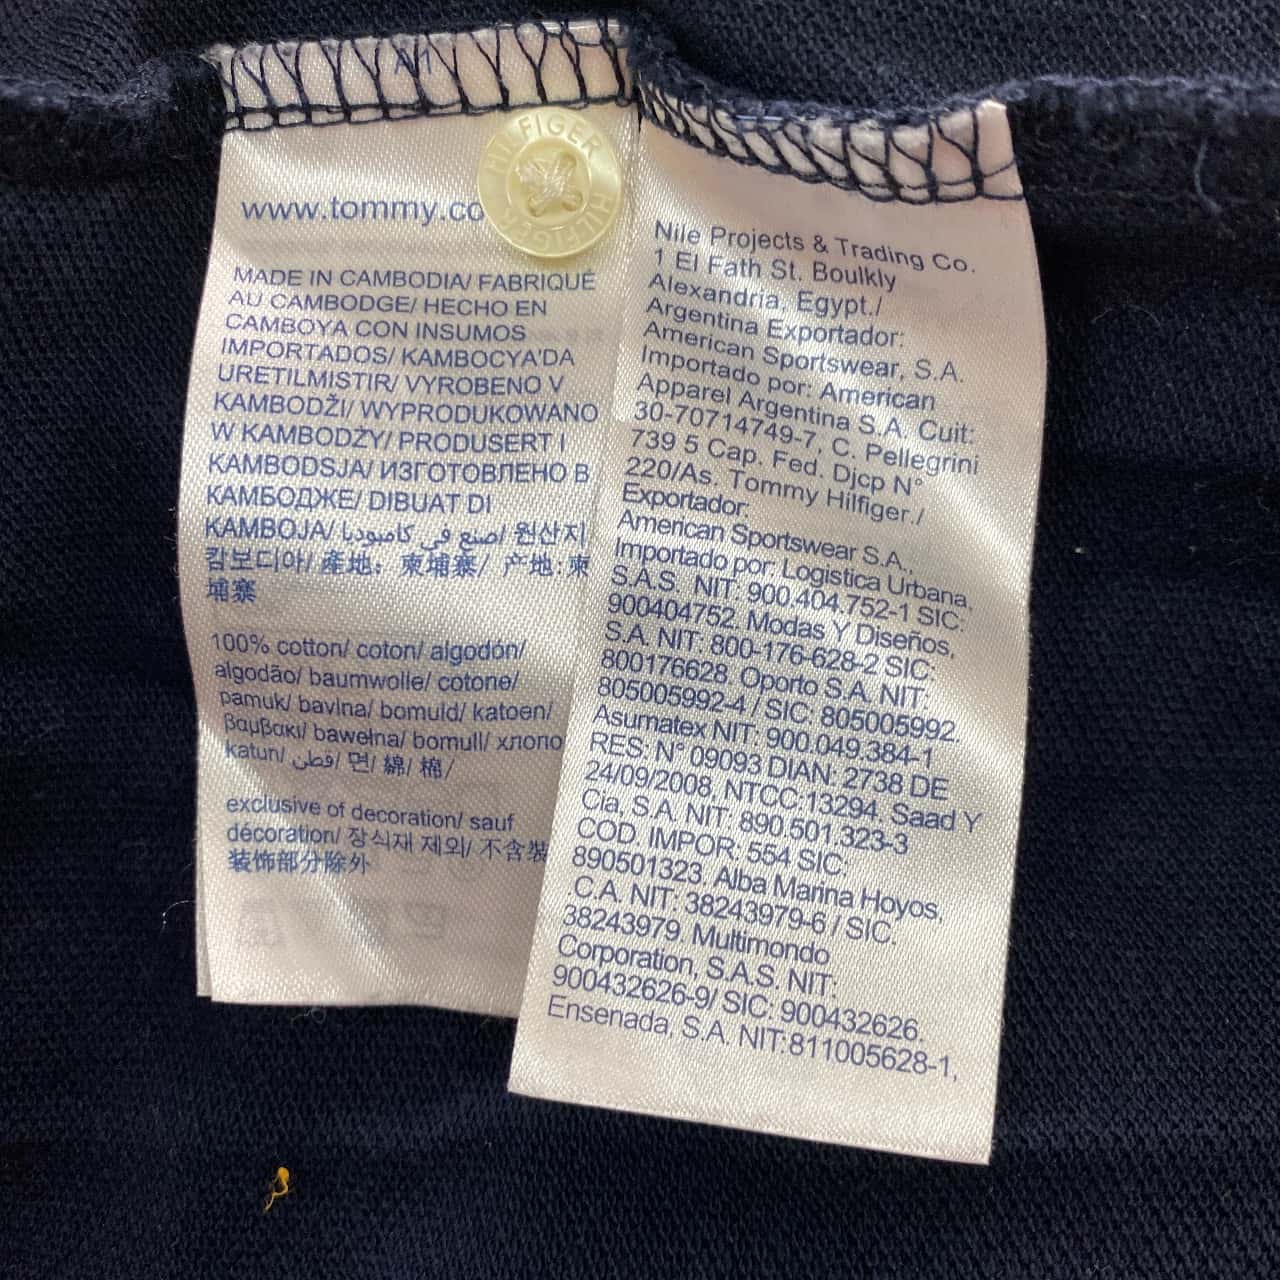 www.tommy.co
HILFIGER HILFIGER
MADE IN CAMBODIA/ FABRIQUÉ
AU CAMBODGE/ HECHO EN
CAMBOYA CON INSUMOS
IMPORTADOS/ KAMBOCYA'DA
URETILMISTIR/ VYROBENO V
KAMBODŽI/ WYPRODUKOWANO
W KAMBODŻY/ PRODUSERT I
KAMBODSJA/ ИЗГОТОВЛЕНО В
КАМБОДЖЕ/ DIBUAT DI
KAMBOJA/ اصنع في كامبوديا/ 원산지
캄보디아/ 產地：柬埔寨/ 产地:柬
埔寨
100% cotton/ coton/ algodón/
algodão/ baumwolle/ cotone/
pamuk/ bavlna/ bomuld/ katoen/
βαμβακι/ bawełna/ bomull/ хлопо
katun/ قطن/ 면/ 綿/ 棉/
exclusive of decoration/ sauf
décoration/ 장식재 제외/ 不含裝
装饰部分除外
Nile Projects & Trading Co.
1 El Fath St. Boulkly
Alexandria, Egypt./
Argentina Exportador:
American Sportswear, S.A.
Importado por: American
Apparel Argentina S.A. Cuit:
30-70714749-7, C. Pellegrini
739 5 Cap. Fed. Djcp N°
220/As. Tommy Hilfiger./
Exportador:
American Sportswear S.A.,
Importado por: Logistica Urbana,
S.A.S. NIT: 900.404.752-1 SIC:
900404752. Modas Y Diseños,
S.A. NIT: 800-176-628-2 SIC:
800176628. Oporto S.A. NIT:
805005992-4 / SIC: 805005992.
Asumatex NIT: 900.049.384-1
RES: N° 09093 DIAN: 2738 DE
24/09/2008, NTCC:13294. Saad Y
Cia, S.A. NIT: 890.501.323-3
COD. IMPOR: 554 SIC:
890501323. Alba Marina Hoyos,
C.A. NIT: 38243979-6 / SIC.
38243979. Multimondo
Corporation, S.A.S. NIT:
900432626-9/ SIC: 900432626.
Ensenada, S.A. NIT:811005628-1,